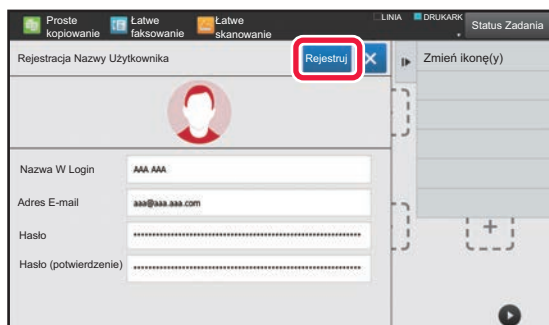 Proste kopiowanie
Łatwe faksowanie
Łatwe skanowanie
LINIA
DRUKARK
Status Zadania
Rejestracja Nazwy Użytkownika
Rejestruj
Zmień ikonę(y)
Nazwa W Login
AAA AAA
Adres E-mail
aaa@aaa.aaa.com
Hasło
Hasło (potwierdzenie)